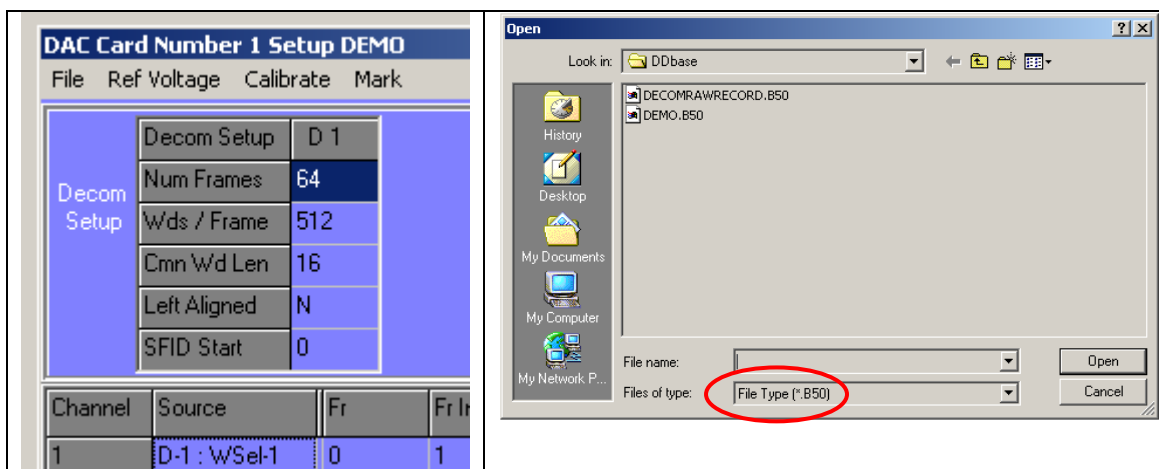 DAC Card Number 1 Setup DEMO
File Ref Voltage Calibrate Mark
Decom Setup
Decom Setup D 1
Num Frames 64
Wds / Frame 512
Cmn Wd Len 16
Left Aligned N
SFID Start 0
Channel Source Fr Fr
1 D-1 : WSel-1 0 1
Open
Look in: DDbase
DECOMRAWRECORD.B50
DEMO.B50
History
Desktop
My Documents
My Computer
My Network P...
File name:
Open
Files of type: File Type (*.B50)
Cancel